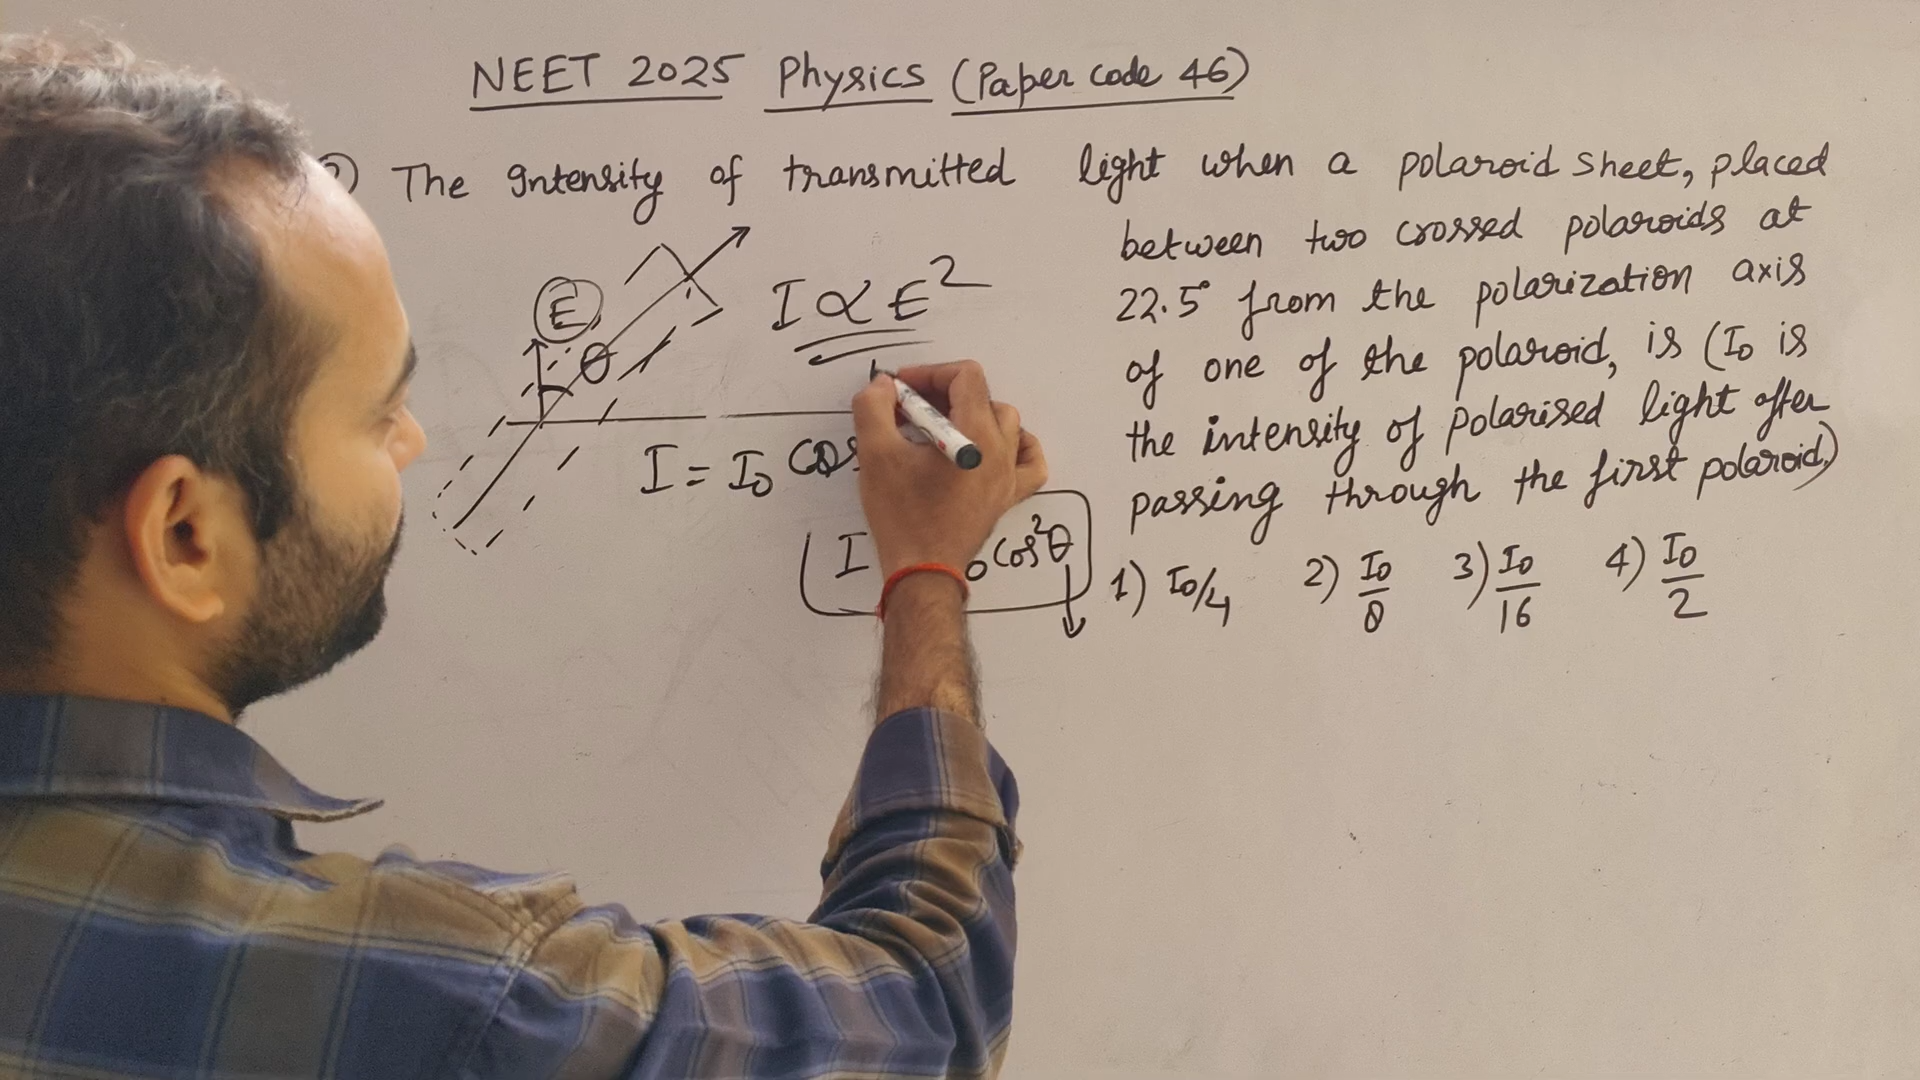 NEET 2025 Physics (Paper code 46)
The Intensity of transmitted light when a polaroid sheet, placed
between two crossed polaroids at
22.5° from the polarization axis
of one of the polaroid, is (I₀ is
the intensity of polarised light after
passing through the first polaroid.)
1) I₀/4 2) I₀/8 3) I₀/16 4) I₀/2
E
θ
I ∝ E²
I = I₀ cos
I ₀ cos²θ